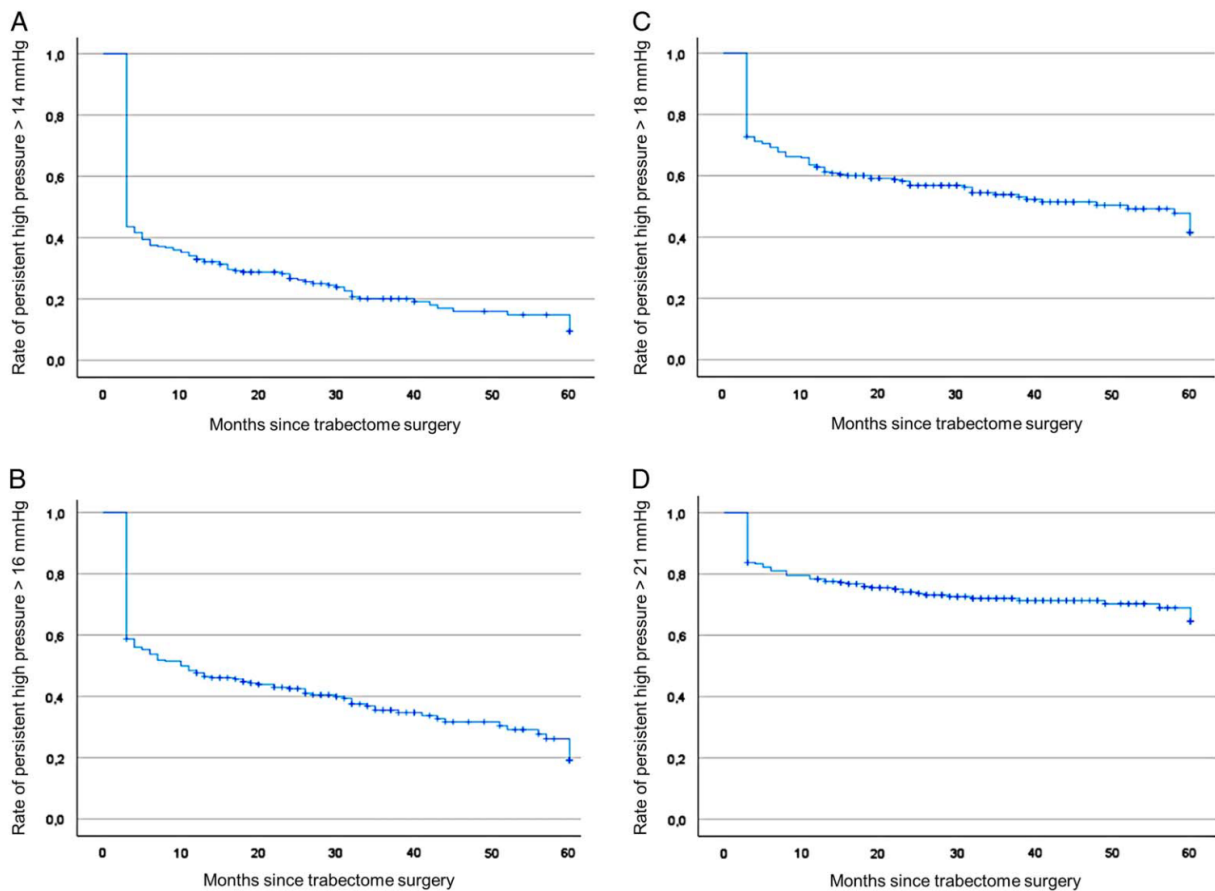 A
Rate of persistent high pressure > 14 mmHg
1,0
0,8
0,6
0,4
0,2
0,0
0 10 20 30 40 50 60
Months since trabectome surgery
B
Rate of persistent high pressure > 16 mmHg
1,0
0,8
0,6
0,4
0,2
0,0
0 10 20 30 40 50 60
Months since trabectome surgery
C
Rate of persistent high pressure > 18 mmHg
1,0
0,8
0,6
0,4
0,2
0,0
0 10 20 30 40 50 60
Months since trabectome surgery
D
Rate of persistent high pressure > 21 mmHg
1,0
0,8
0,6
0,4
0,2
0,0
0 10 20 30 40 50 60
Months since trabectome surgery